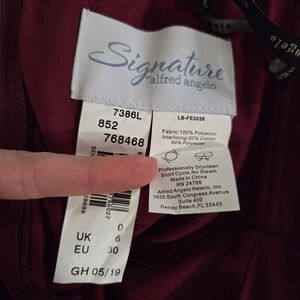 Signature
by alfred angelo
7386L
852
768468
0
UK 6
EU 30
GH 05/19
LB-FE3028
Fabric:100% Polyester
Interlining:50% Cotton
50% Polyester
Professionally Dryclean
Short Cycle, No Steam
Made in China
RN 24766
Alfred Angelo Newco, Inc.
1625 South Congress Avenue
Suite 400
Delray Beach, FL 33445